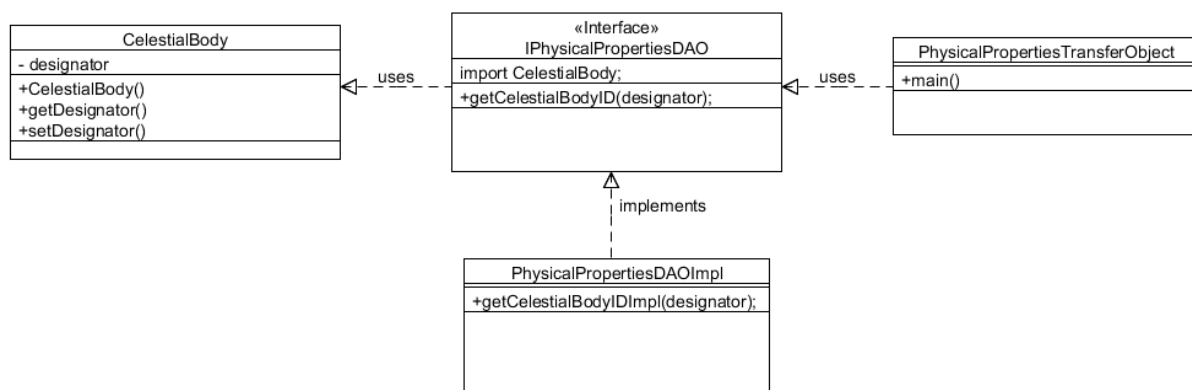 CelestialBody
- designator
+CelestialBody()
+getDesignator()
+setDesignator()
uses
«Interface»
IPhysicalPropertiesDAO
import CelestialBody;
+getCelestialBodyID(designator);
uses
PhysicalPropertiesTransferObject
+main()
implements
PhysicalPropertiesDAOImpl
+getCelestialBodyIDImpl(designator);